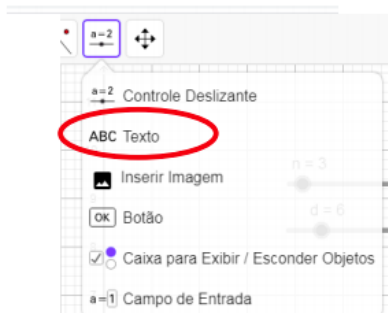 a=2
a=2 Controle Deslizante
ABC Texto
Inserir Imagem
n = 3
OK Botão
d = 6
Caixa para Exibir / Esconder Objetos
a=1 Campo de Entrada